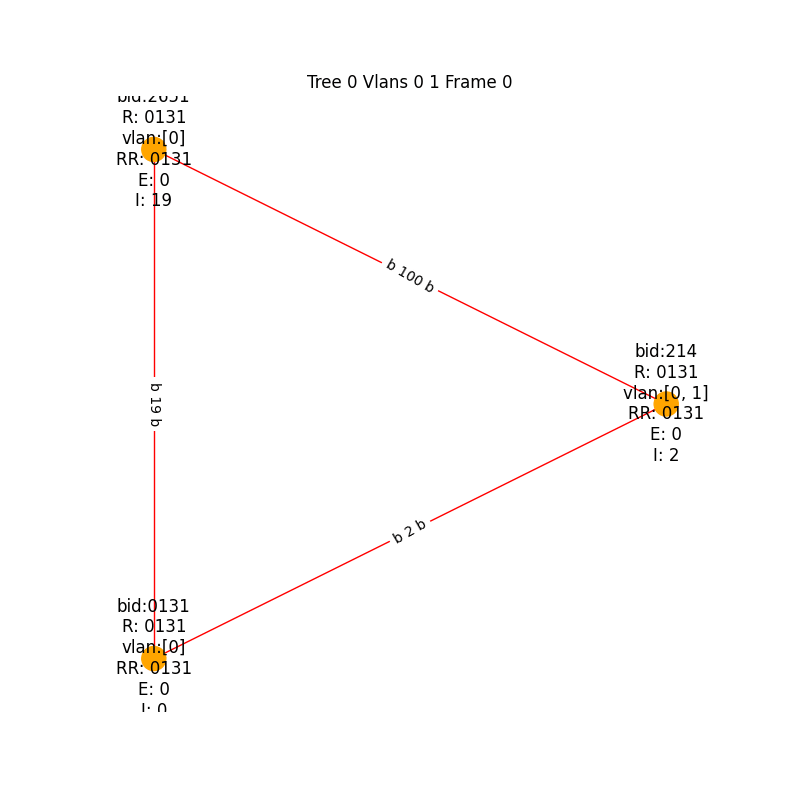 Tree 0 Vlans 0 1 Frame 0
bid:2651
R: 0131
vlan:[0]
RR: 0131
E: 0
I: 19
b 100 b
bid:214
R: 0131
vlan:[0, 1]
RR: 0131
E: 0
I: 2
b 19 b
b 2 b
bid:0131
R: 0131
vlan:[0]
RR: 0131
E: 0
I: 0